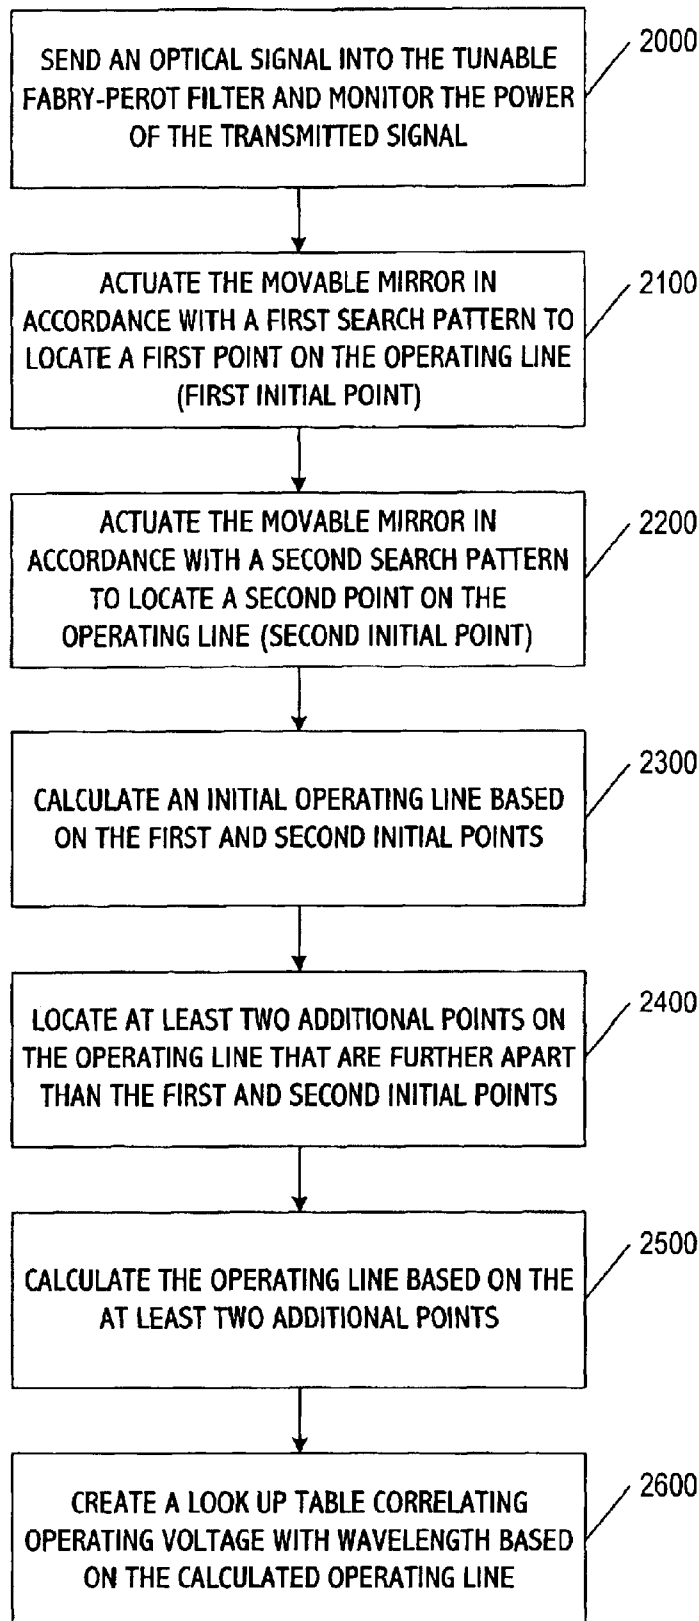 SEND AN OPTICAL SIGNAL INTO THE TUNABLE
FABRY-PEROT FILTER AND MONITOR THE POWER
OF THE TRANSMITTED SIGNAL
2000
ACTUATE THE MOVABLE MIRROR IN
ACCORDANCE WITH A FIRST SEARCH PATTERN TO
LOCATE A FIRST POINT ON THE OPERATING LINE
(FIRST INITIAL POINT)
2100
ACTUATE THE MOVABLE MIRROR IN
ACCORDANCE WITH A SECOND SEARCH PATTERN
TO LOCATE A SECOND POINT ON THE
OPERATING LINE (SECOND INITIAL POINT)
2200
CALCULATE AN INITIAL OPERATING LINE BASED
ON THE FIRST AND SECOND INITIAL POINTS
2300
LOCATE AT LEAST TWO ADDITIONAL POINTS ON
THE OPERATING LINE THAT ARE FURTHER APART
THAN THE FIRST AND SECOND INITIAL POINTS
2400
CALCULATE THE OPERATING LINE BASED ON THE
AT LEAST TWO ADDITIONAL POINTS
2500
CREATE A LOOK UP TABLE CORRELATING
OPERATING VOLTAGE WITH WAVELENGTH BASED
ON THE CALCULATED OPERATING LINE
2600